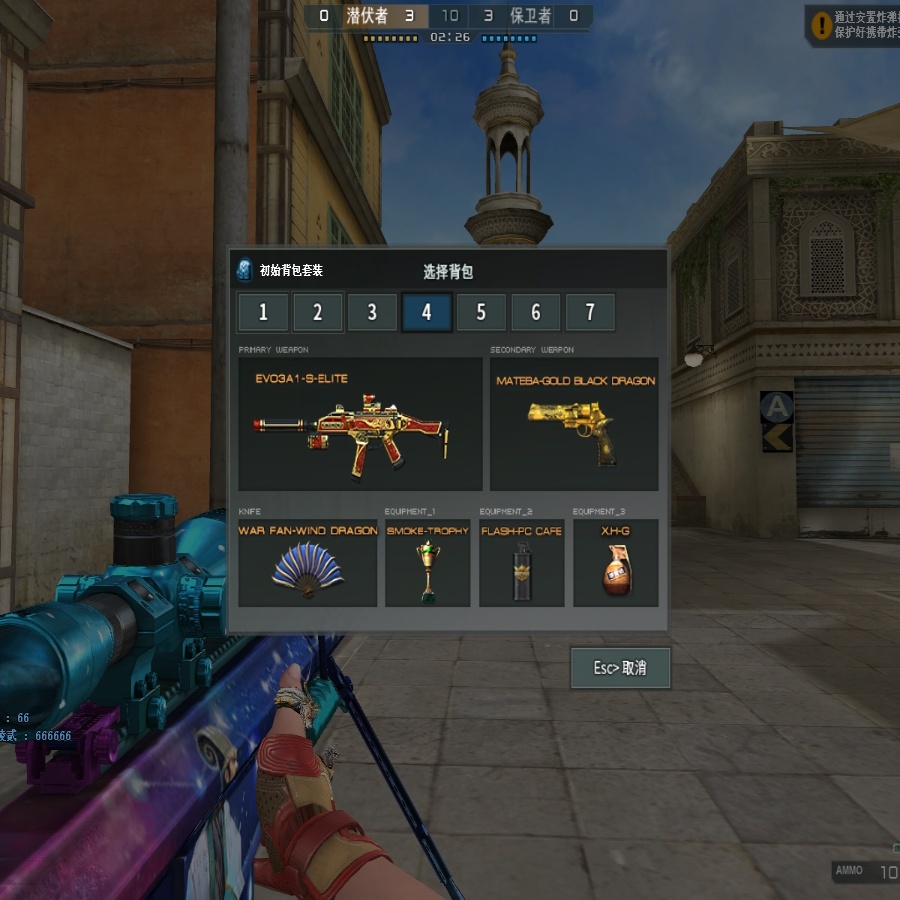 0 潜伏者 3 10 3 保卫者 0
02:26
通过安置炸弹
保护好携带炸
初始背包套装
选择背包
1 2 3 4 5 6 7
PRIMARY WEAPON
SECONDARY WEAPON
EVO3A1-S-ELITE
MATEBA-GOLD BLACK DRAGON
A
KNIFE
EQUIPMENT_1
EQUIPMENT_2
EQUIPMENT_3
WAR FAN-WIND DRAGON
SMOKE-TROPHY
FLASH-PC CAFE
XH-G
Esc>取消
: 66
: 666666
AMMO 10